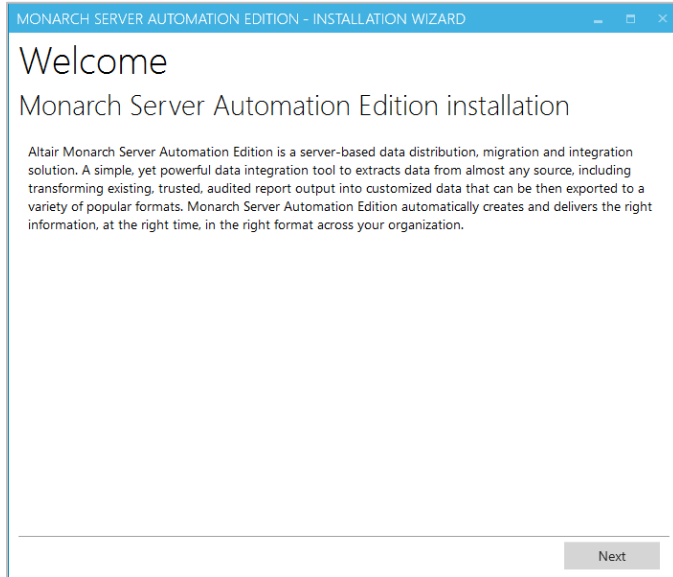 MONARCH SERVER AUTOMATION EDITION - INSTALLATION WIZARD
Welcome
Monarch Server Automation Edition installation
Altair Monarch Server Automation Edition is a server-based data distribution, migration and integration
solution. A simple, yet powerful data integration tool to extracts data from almost any source, including
transforming existing, trusted, audited report output into customized data that can be then exported to a
variety of popular formats. Monarch Server Automation Edition automatically creates and delivers the right
information, at the right time, in the right format across your organization.
Next